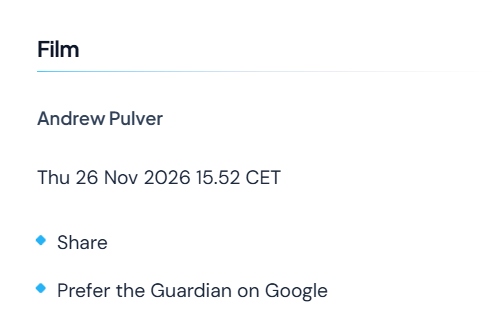 Film
Andrew Pulver
Thu 26 Nov 2026 15.52 CET
Share
Prefer the Guardian on Google